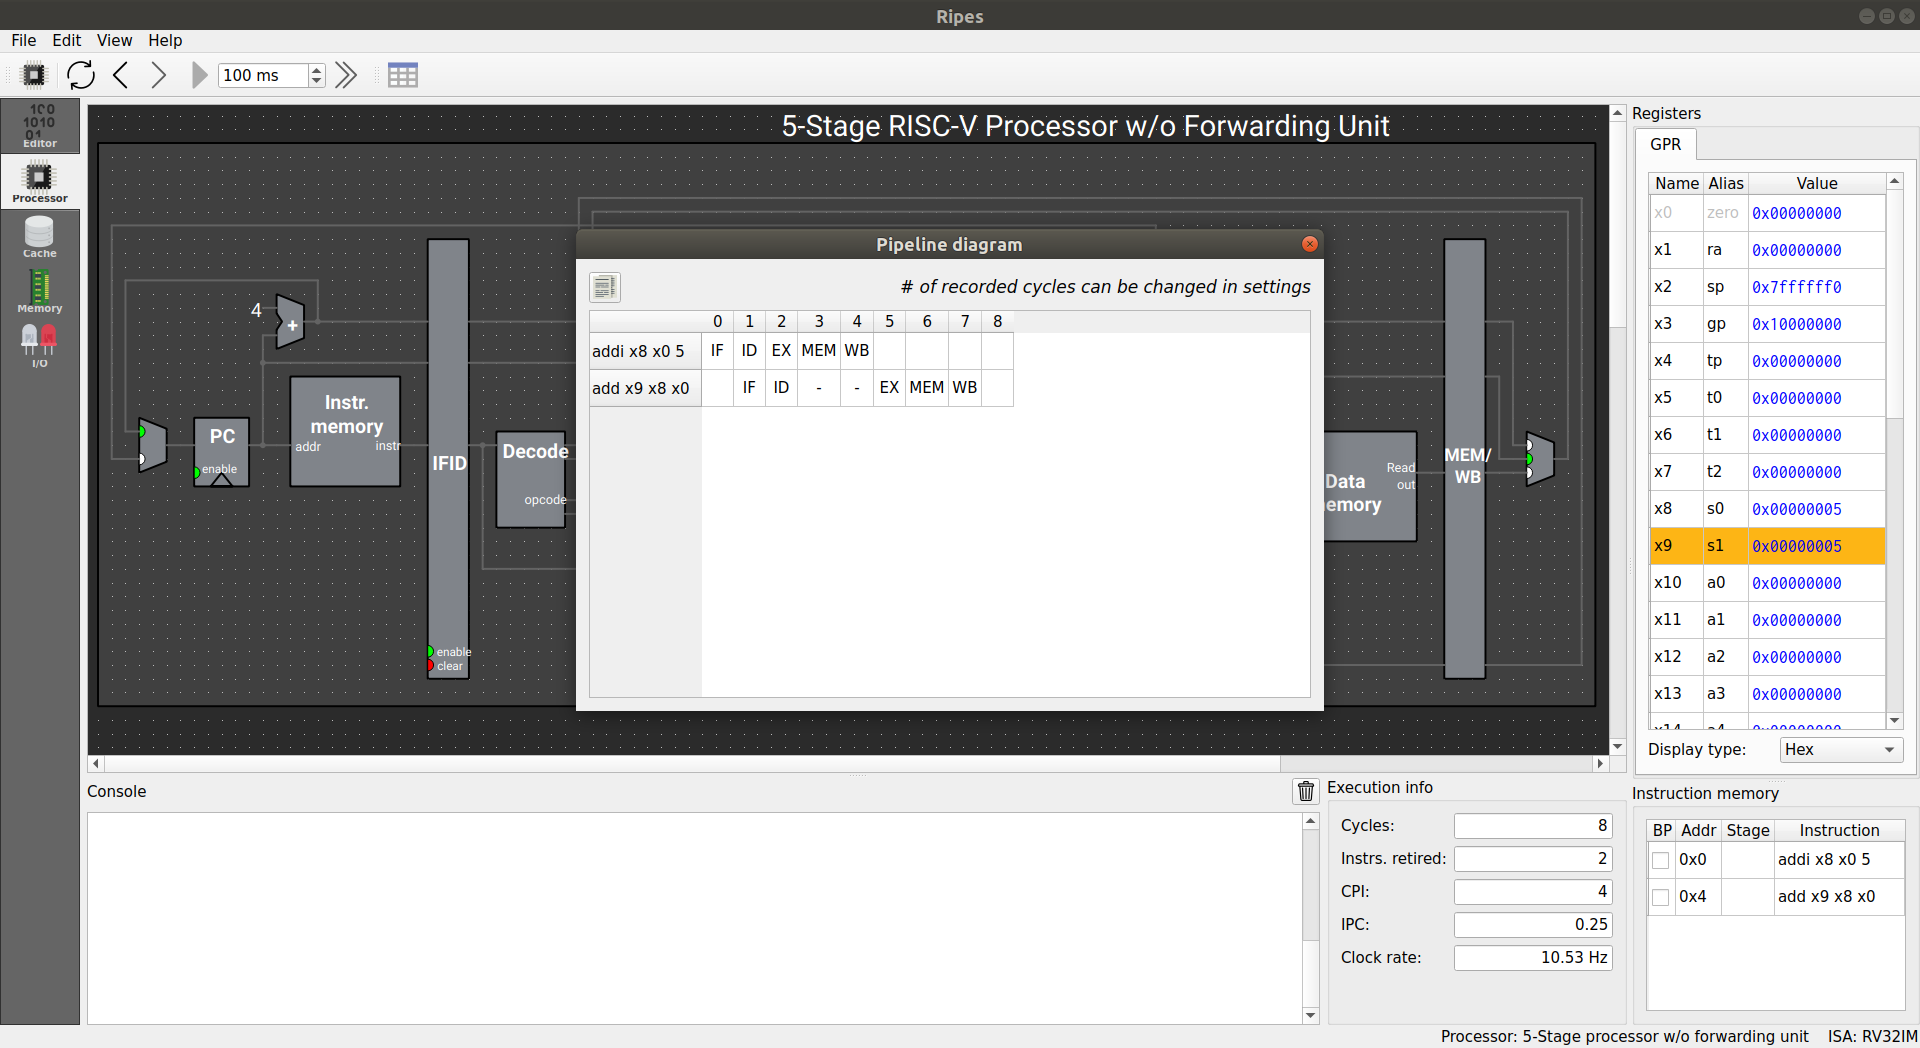 Ripes
File Edit View Help
100 ms
100
1010
01
Editor
Processor
Cache
Memory
I/O
5-Stage RISC-V Processor w/o Forwarding Unit
4
+
PC
enable
Instr.
memory
addr instr
IFID
enable
clear
Decode
opcode
Pipeline diagram
# of recorded cycles can be changed in settings
0 1 2 3 4 5 6 7 8
addi x8 x0 5 IF ID EX MEM WB
add x9 x8 x0 IF ID - - EX MEM WB
Data
emory
Read
out
MEM/
WB
Registers
GPR
Name Alias Value
x0 zero 0x00000000
x1 ra 0x00000000
x2 sp 0x7ffffff0
x3 gp 0x10000000
x4 tp 0x00000000
x5 t0 0x00000000
x6 t1 0x00000000
x7 t2 0x00000000
x8 s0 0x00000005
x9 s1 0x00000005
x10 a0 0x00000000
x11 a1 0x00000000
x12 a2 0x00000000
x13 a3 0x00000000
x14 a4 0x00000000
Display type: Hex
Console
Execution info
Cycles: 8
Instrs. retired: 2
CPI: 4
IPC: 0.25
Clock rate: 10.53 Hz
Instruction memory
BP Addr Stage Instruction
0x0 addi x8 x0 5
0x4 add x9 x8 x0
Processor: 5-Stage processor w/o forwarding unit ISA: RV32IM